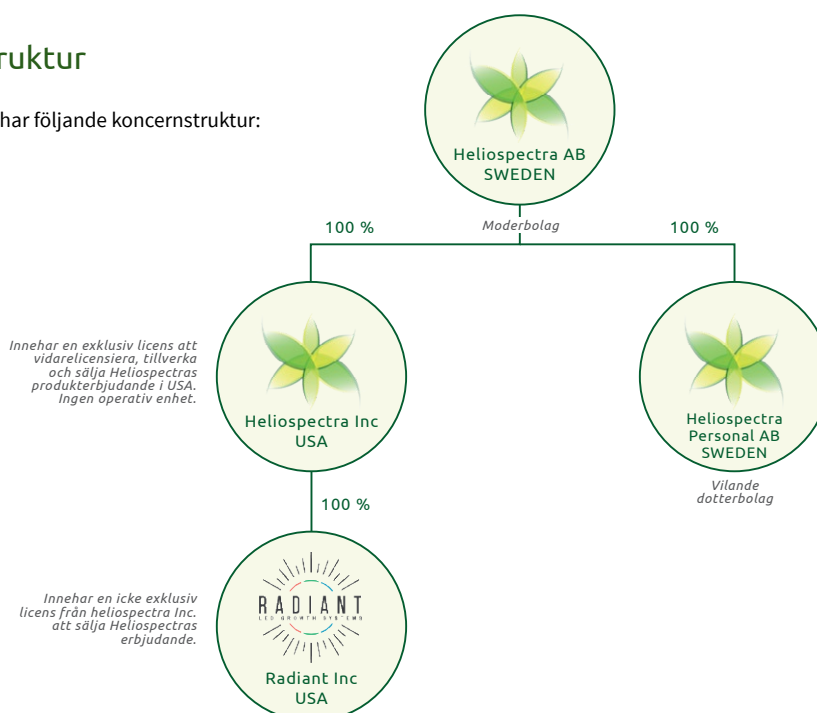 ruktur
har följande koncernstruktur:
Heliospectra AB
SWEDEN
Moderbolag
100 %
100 %
Innehar en exklusiv licens att
vidarelicensiera, tillverka
och sälja Heliospectras
produkterbjudande i USA.
Ingen operativ enhet.
Heliospectra Inc
USA
Heliospectra
Personal AB
SWEDEN
Vilande
dotterbolag
100 %
Innehar en icke exklusiv
licens från heliospectra Inc.
att sälja Heliospectras
erbjudande.
RADIANT
LED GROWTH SYSTEMS
Radiant Inc
USA